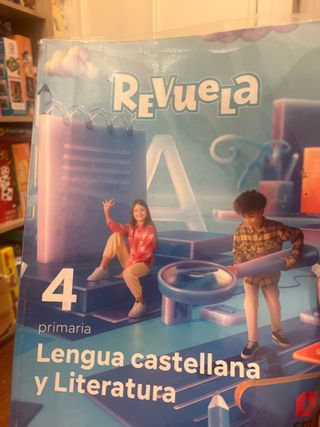 REVUELA
A
4
primaria
Lengua castellana
y Literatura